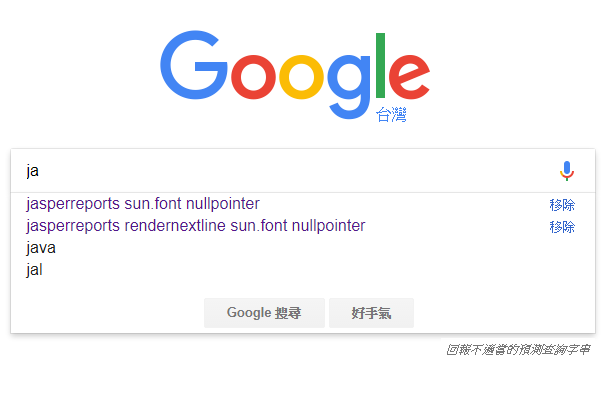 Google
台灣
ja
jasperreports sun.font nullpointer 移除
jasperreports rendernextline sun.font nullpointer 移除
java
jal
Google 搜尋 好手氣
回報不適當的預測查詢字串